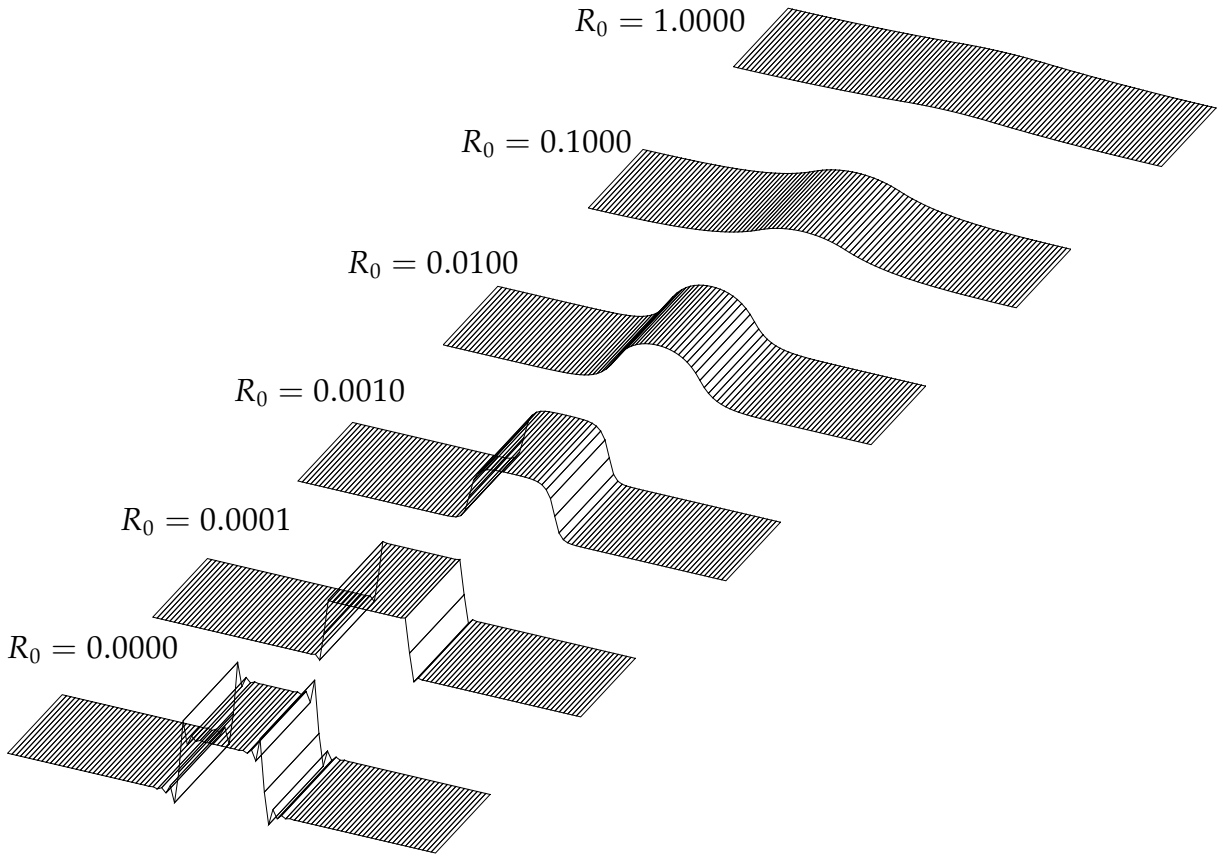 R₀ = 1.0000
R₀ = 0.1000
R₀ = 0.0100
R₀ = 0.0010
R₀ = 0.0001
R₀ = 0.0000